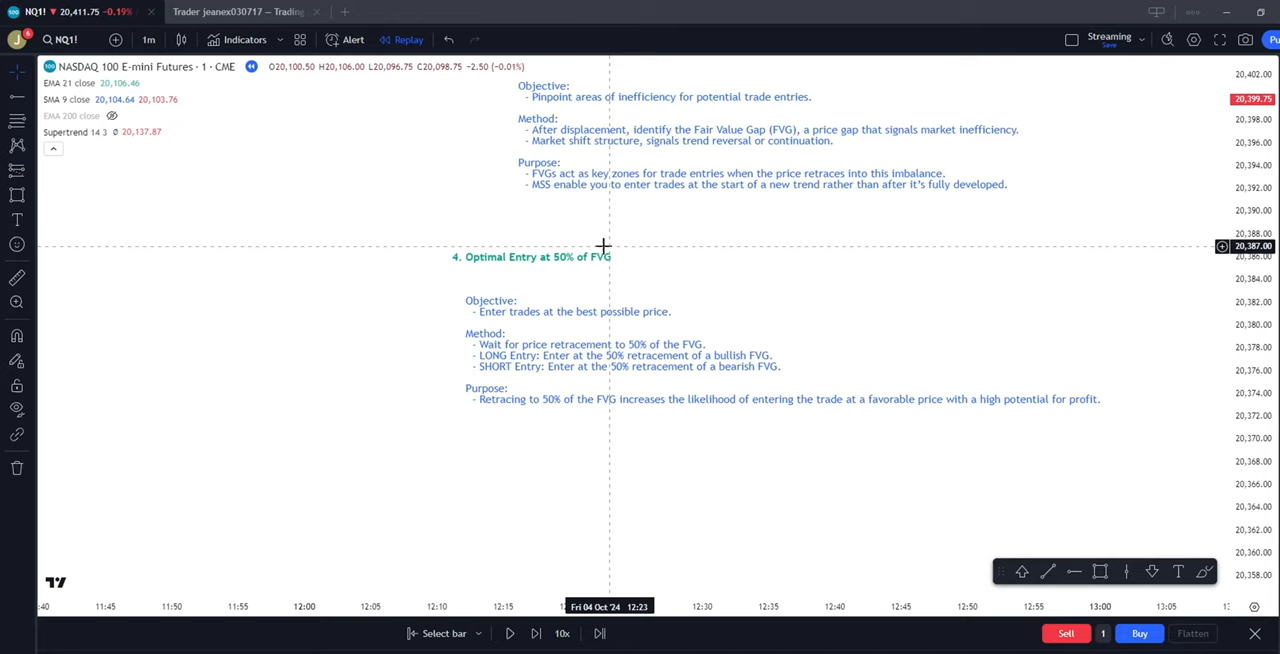 NQ1! ▼ 20,411.75 −0.19%
Trader jeanex030717 — Trading
J
6
NQ1!
1m
Indicators
Alert
Replay
Streaming
Save
NASDAQ 100 E-mini Futures · 1 · CME
O20,100.50 H20,106.00 L20,096.75 C20,098.75 −2.50 (−0.01%)
EMA 21 close 20,106.46
SMA 9 close 20,104.64 20,103.76
EMA 200 close
Supertrend 14 3 Ø 20,137.87
Objective:
- Pinpoint areas of inefficiency for potential trade entries.
Method:
- After displacement, identify the Fair Value Gap (FVG), a price gap that signals market inefficiency.
- Market shift structure, signals trend reversal or continuation.
Purpose:
- FVGs act as key zones for trade entries when the price retraces into this imbalance.
- MSS enable you to enter trades at the start of a new trend rather than after it's fully developed.
4. Optimal Entry at 50% of FVG
Objective:
- Enter trades at the best possible price.
Method:
- Wait for price retracement to 50% of the FVG.
- LONG Entry: Enter at the 50% retracement of a bullish FVG.
- SHORT Entry: Enter at the 50% retracement of a bearish FVG.
Purpose:
- Retracing to 50% of the FVG increases the likelihood of entering the trade at a favorable price with a high potential for profit.
20,402.00
20,399.75
20,398.00
20,396.00
20,394.00
20,392.00
20,390.00
20,388.00
20,387.00
20,386.00
20,384.00
20,382.00
20,380.00
20,378.00
20,376.00
20,374.00
20,372.00
20,370.00
20,368.00
20,366.00
20,364.00
20,362.00
20,360.00
20,358.00
:40 11:45 11:50 11:55 12:00 12:05 12:10 12:15 Fri 04 Oct '24 12:23 12:30 12:35 12:40 12:45 12:50 12:55 13:00 13:05
Select bar
10x
Sell
1
Buy
Flatten